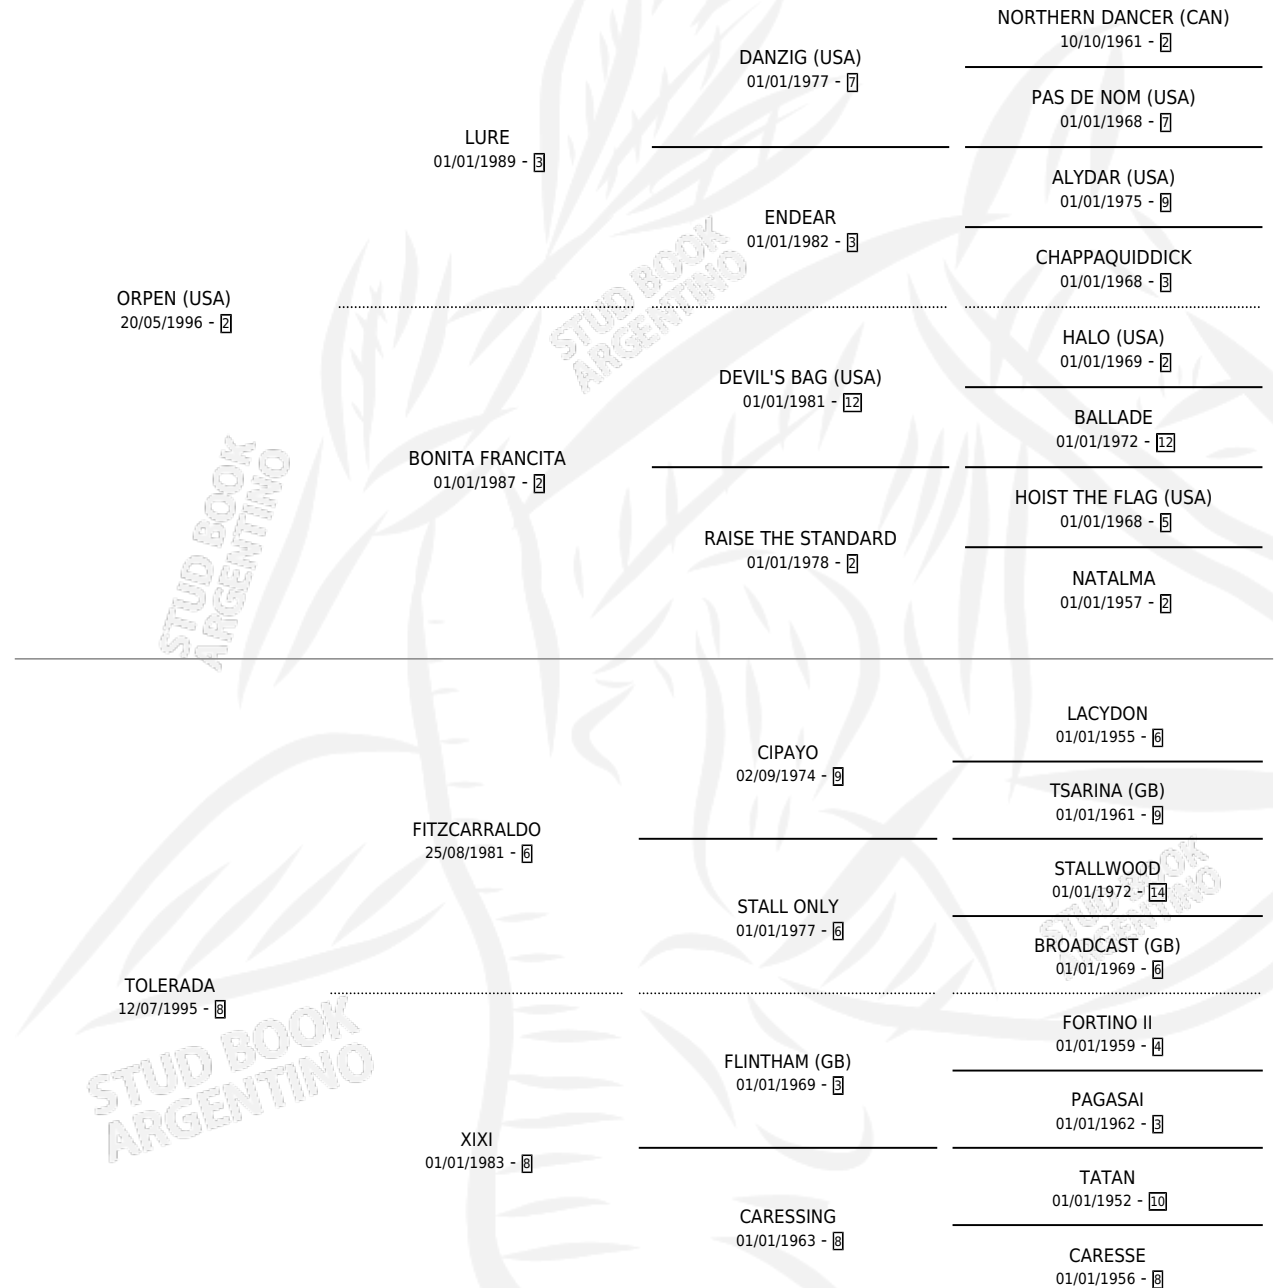 NORTHERN DANCER (CAN)
10/10/1961 - 2
DANZIG (USA)
01/01/1977 - 7
PAS DE NOM (USA)
01/01/1968 - 7
LURE
01/01/1989 - 3
ALYDAR (USA)
01/01/1975 - 9
ENDEAR
01/01/1982 - 3
CHAPPAQUIDDICK
01/01/1968 - 3
ORPEN (USA)
20/05/1996 - 2
HALO (USA)
01/01/1969 - 2
DEVIL'S BAG (USA)
01/01/1981 - 12
BALLADE
01/01/1972 - 12
BONITA FRANCITA
01/01/1987 - 2
HOIST THE FLAG (USA)
01/01/1968 - 5
RAISE THE STANDARD
01/01/1978 - 2
NATALMA
01/01/1957 - 2
LACYDON
01/01/1955 - 6
CIPAYO
02/09/1974 - 9
TSARINA (GB)
01/01/1961 - 9
FITZCARRALDO
25/08/1981 - 6
STALLWOOD
01/01/1972 - 14
STALL ONLY
01/01/1977 - 6
BROADCAST (GB)
01/01/1969 - 6
TOLERADA
12/07/1995 - 8
FORTINO II
01/01/1959 - 4
FLINTHAM (GB)
01/01/1969 - 3
PAGASAI
01/01/1962 - 3
XIXI
01/01/1983 - 8
TATAN
01/01/1952 - 10
CARESSING
01/01/1963 - 8
CARESSE
01/01/1956 - 8
STUD BOOK
ARGENTINO
STUD BOOK
ARGENTINO
STUD BOOK
ARGENTINO
STUD BOOK
ARGENTINO